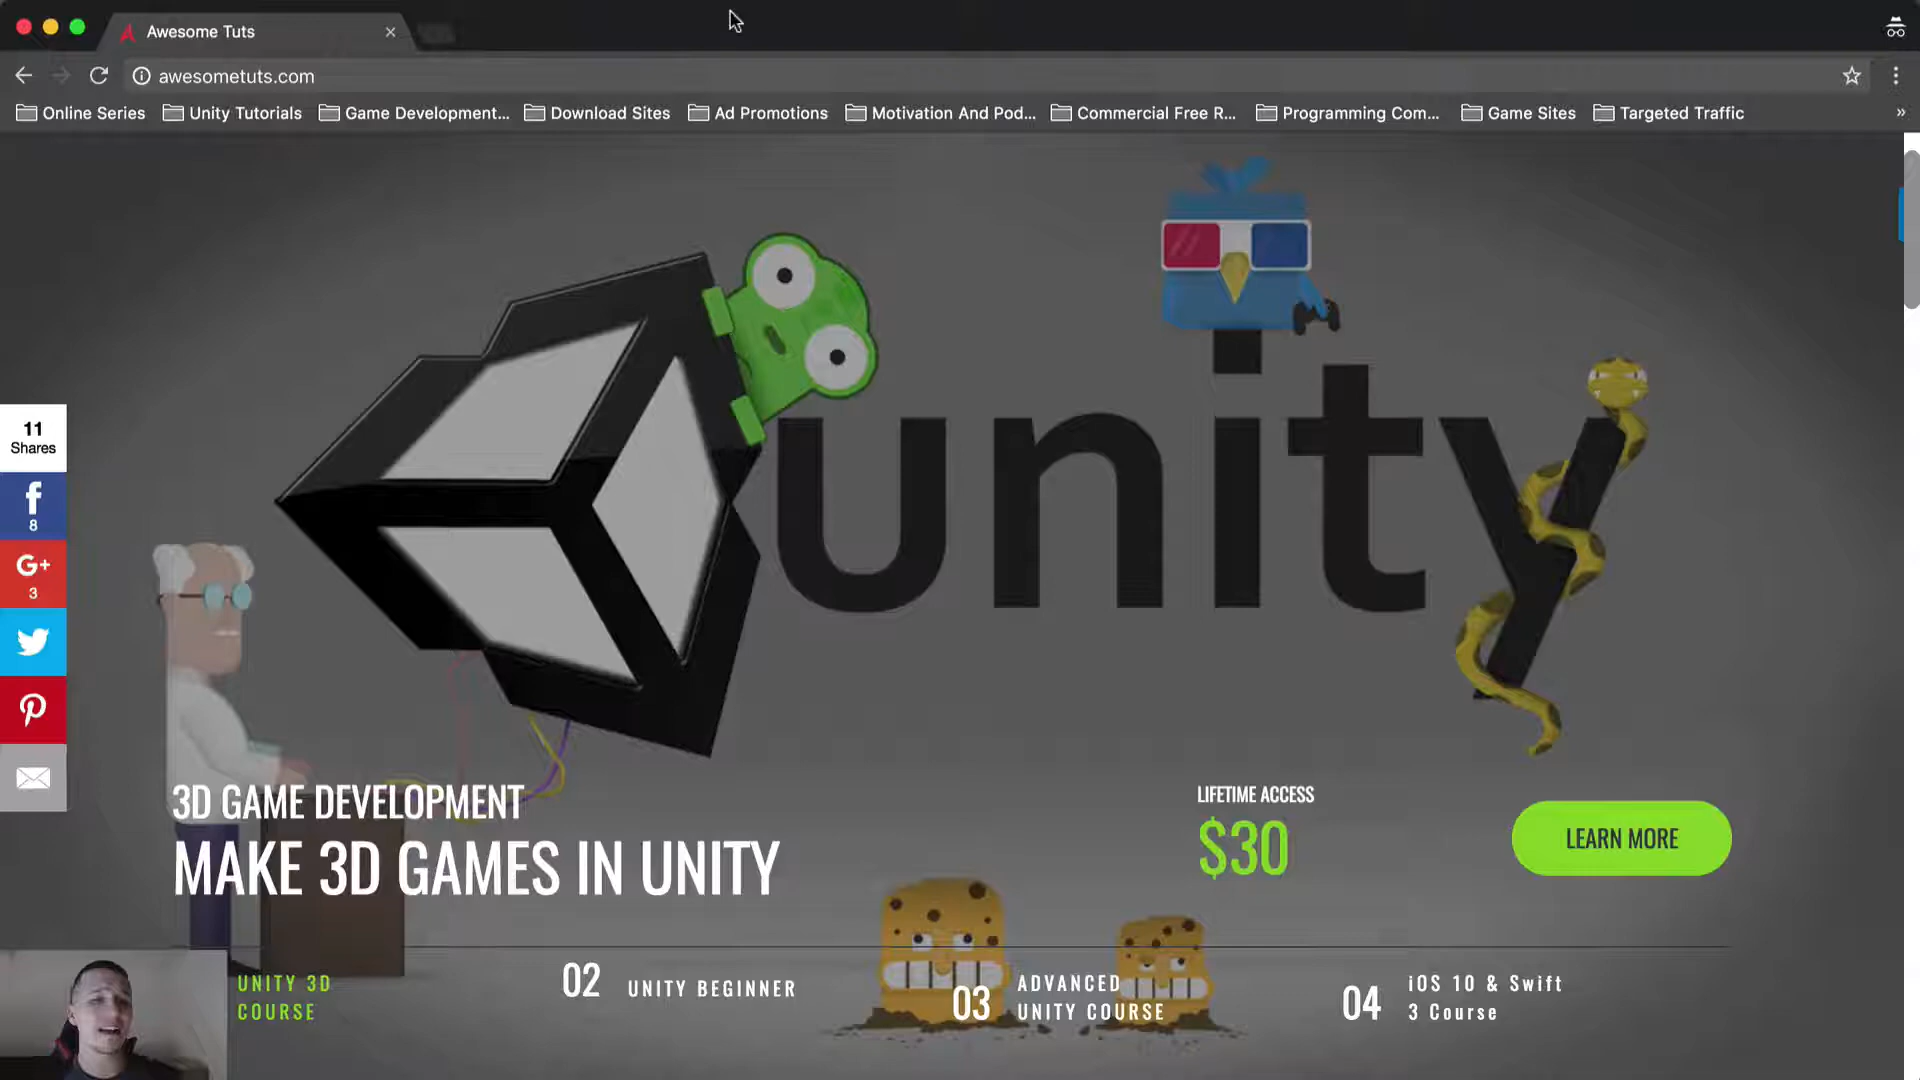 Awesome Tuts
awesometuts.com
Online Series Unity Tutorials Game Development... Download Sites Ad Promotions Motivation And Pod... Commercial Free R... Programming Com... Game Sites Targeted Traffic »
unity
11
Shares
8
G+
3
3D GAME DEVELOPMENT
MAKE 3D GAMES IN UNITY
LIFETIME ACCESS
$30
LEARN MORE
UNITY 3D
COURSE
02 UNITY BEGINNER
03 ADVANCED
UNITY COURSE
04 iOS 10 & Swift
3 Course